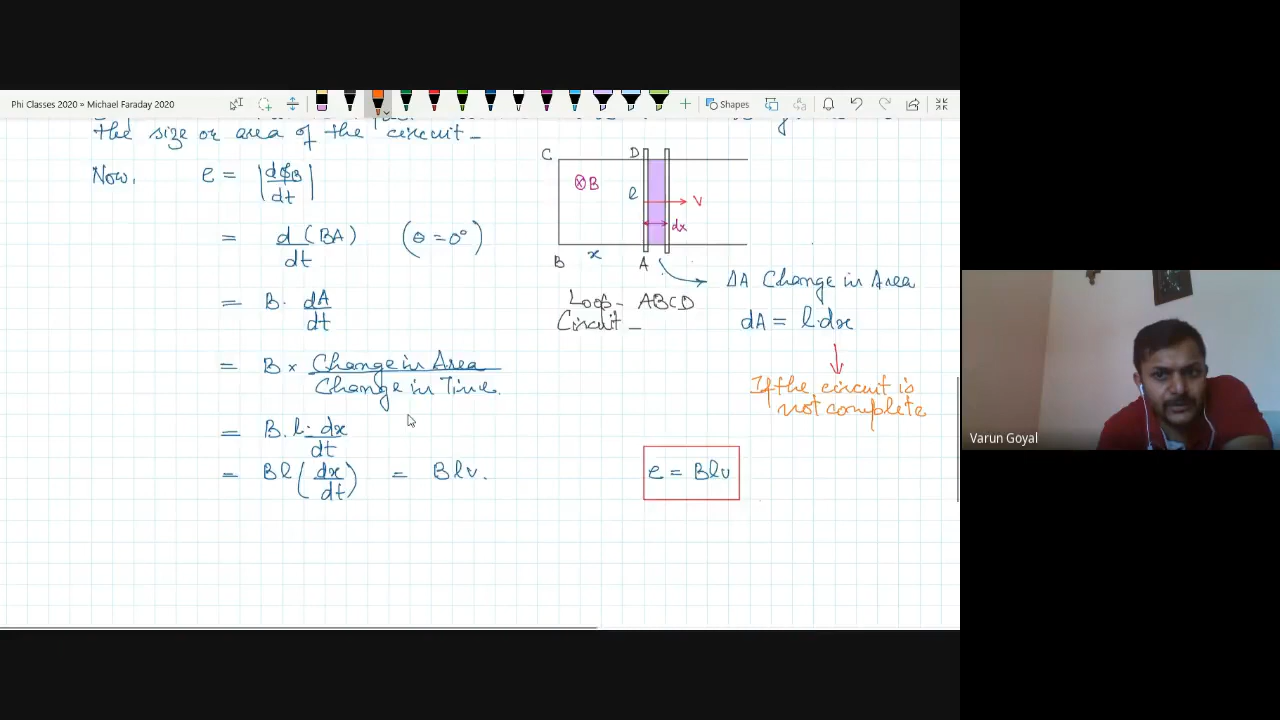 Phi Classes 2020 » Michael Faraday 2020
Shapes
the size or area of the circuit –
Now, e = |dϕB/dt|
= d/dt (BA) (θ = 0°)
= B. dA/dt
= B × Change in Area / Change in Time.
= B. l. dx/dt
= Bl (dx/dt) = Blv.
C D
⊗B l v
dx
B x A
Loop – ABCD
Circuit –
ΔA Change in Area
dA = l.dx
If the circuit is
not complete
e = Blv
Varun Goyal